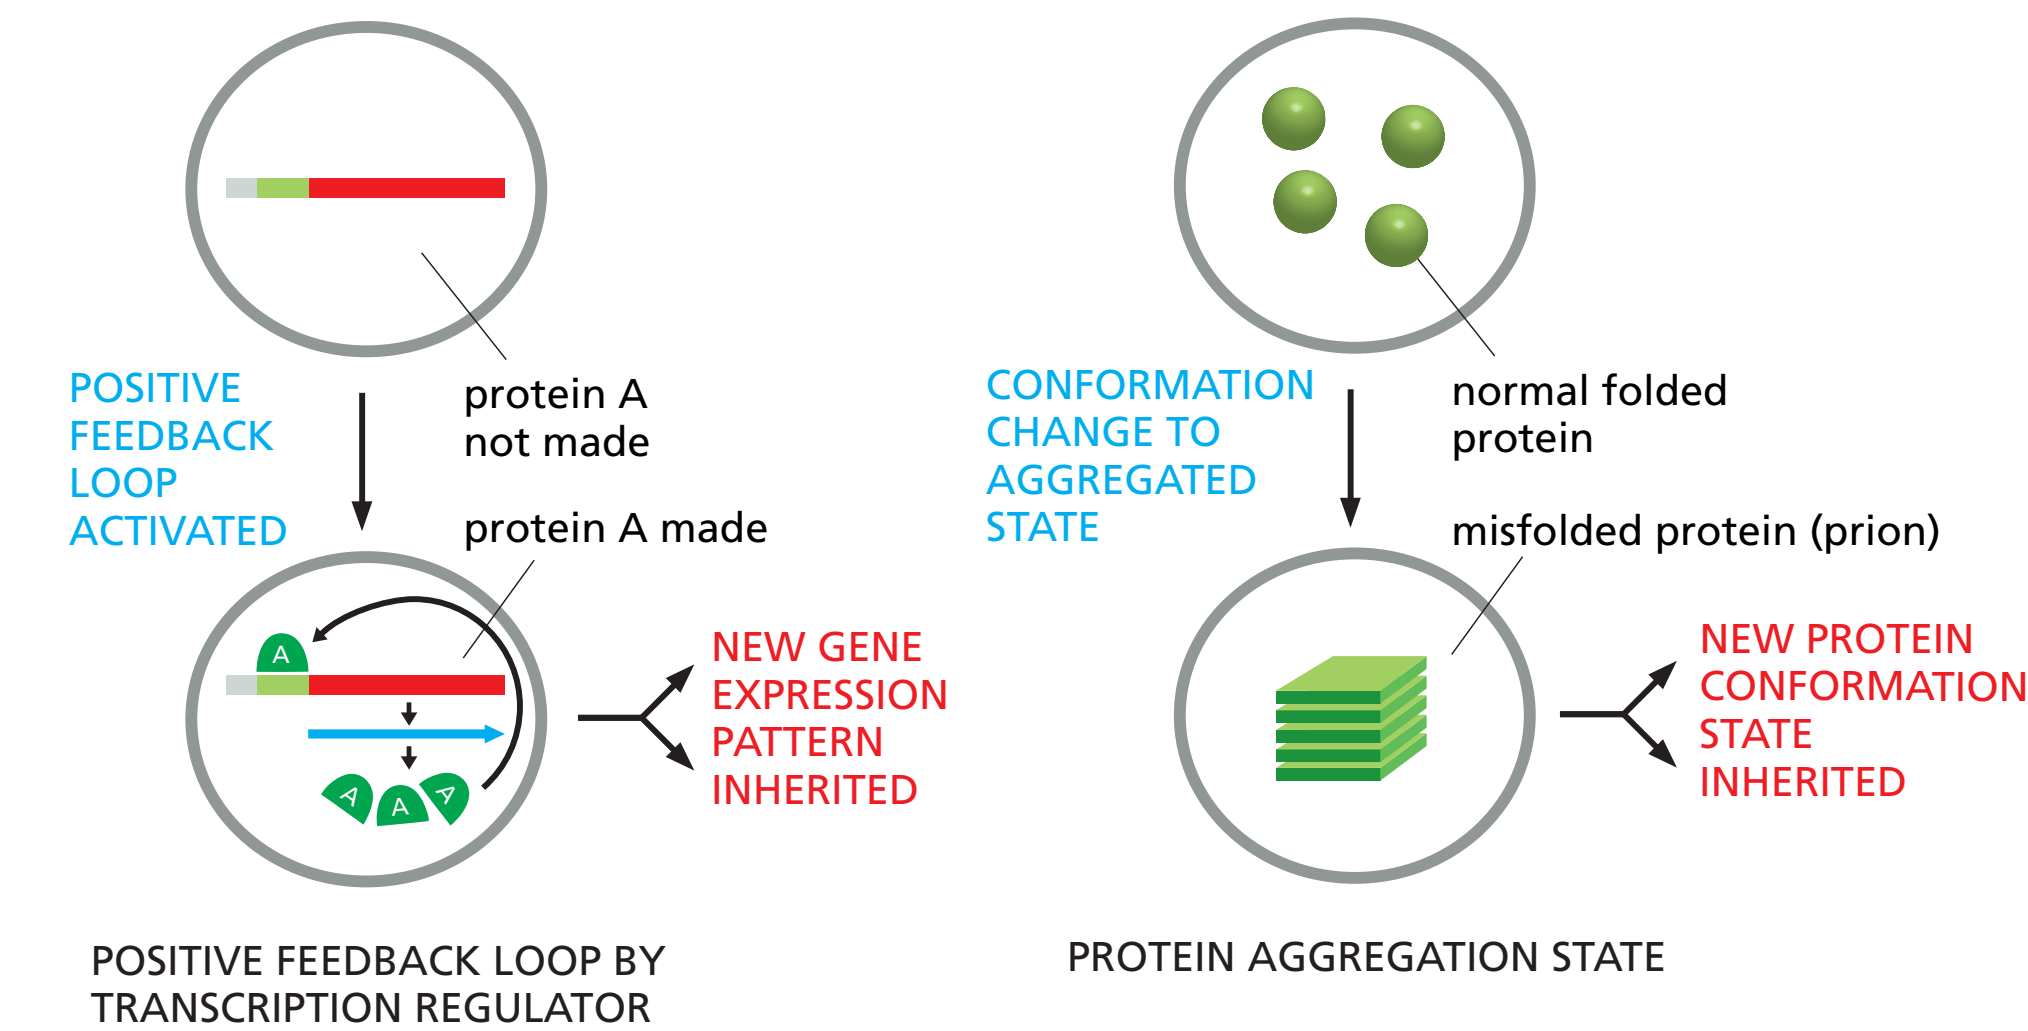 POSITIVE
FEEDBACK
LOOP
ACTIVATED
protein A
not made
protein A made
A
A
A
A
NEW GENE
EXPRESSION
PATTERN
INHERITED
POSITIVE FEEDBACK LOOP BY
TRANSCRIPTION REGULATOR
CONFORMATION
CHANGE TO
AGGREGATED
STATE
normal folded
protein
misfolded protein (prion)
NEW PROTEIN
CONFORMATION
STATE
INHERITED
PROTEIN AGGREGATION STATE